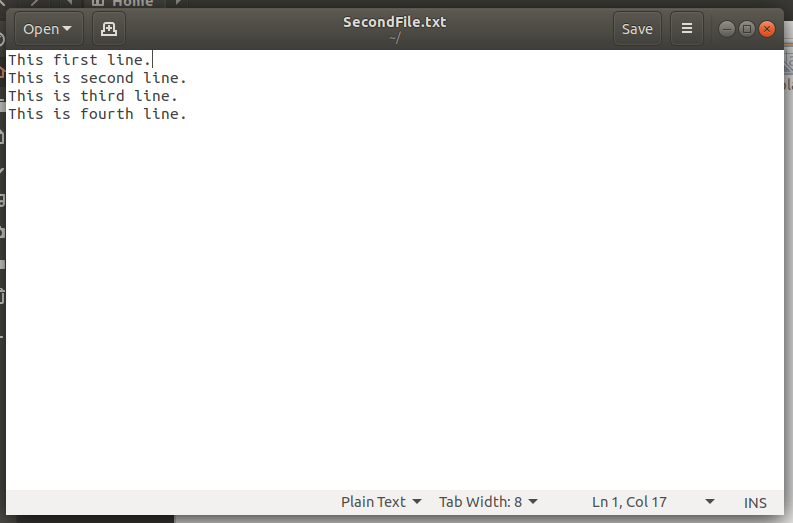 Home
Open
SecondFile.txt
~/
Save
This first line.
This is second line.
This is third line.
This is fourth line.
Plain Text
Tab Width: 8
Ln 1, Col 17
INS